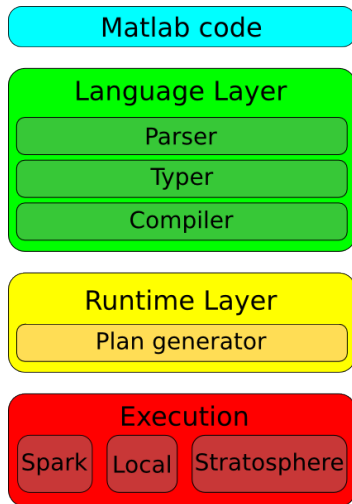 Matlab code
Language Layer
Parser
Typer
Compiler
Runtime Layer
Plan generator
Execution
Spark Local Stratosphere